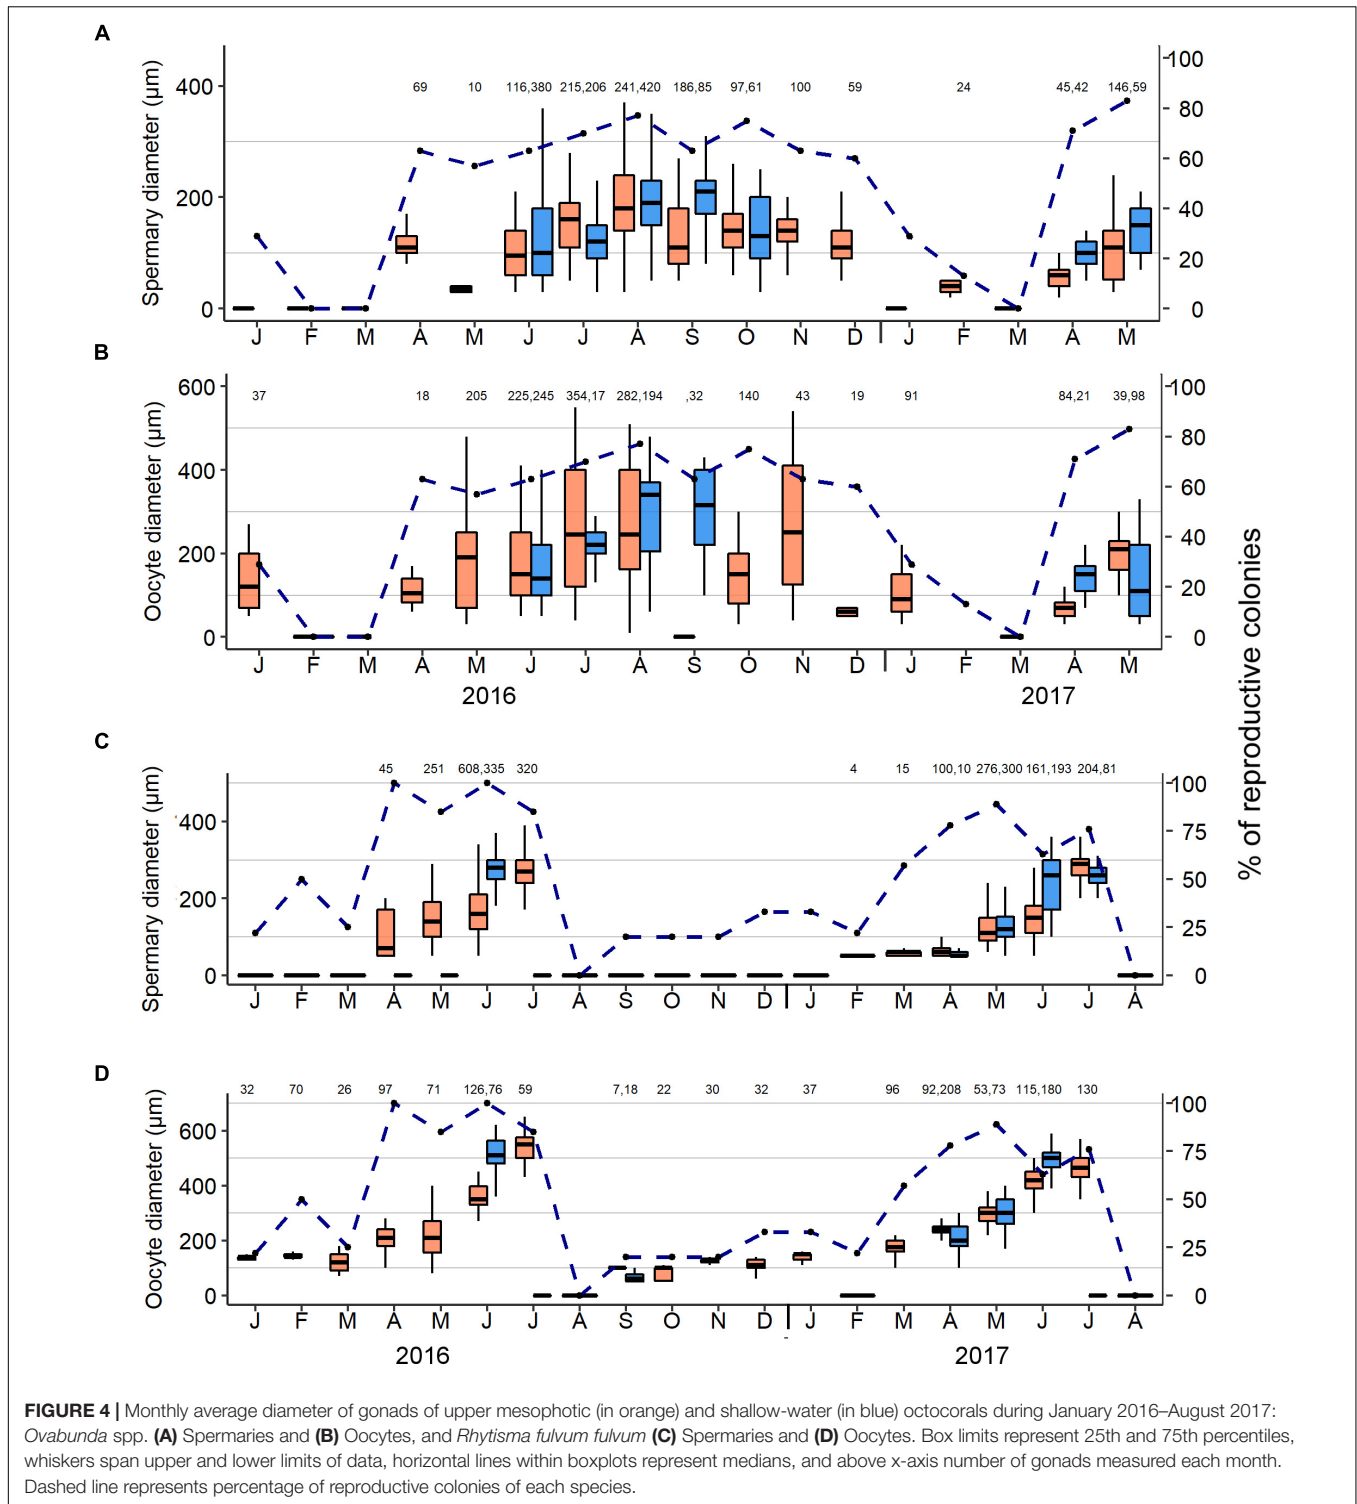 A
Spermary diameter (μm)
400
200
0
69 10 116,380 215,206 241,420 186,85 97,61 100 59 24 45,42 146,59
100
80
60
40
20
0
J F M A M J J A S O N D J F M A M
B
Oocyte diameter (μm)
600
400
200
0
37 18 205 225,245 354,17 282,194 ,32 140 43 19 91 84,21 39,98
100
80
60
40
20
0
J F M A M J J A S O N D J F M A M
2016 2017
% of reproductive colonies
C
Spermary diameter (μm)
400
200
0
45 251 608,335 320 4 15 100,10 276,300 161,193 204,81
100
75
50
25
0
J F M A M J J A S O N D J F M A M J J A
D
Oocyte diameter (μm)
600
400
200
0
32 70 26 97 71 126,76 59 7,18 22 30 32 37 96 92,208 53,73 115,180 130
100
75
50
25
0
J F M A M J J A S O N D J F M A M J J A
2016 2017
FIGURE 4 | Monthly average diameter of gonads of upper mesophotic (in orange) and shallow-water (in blue) octocorals during January 2016–August 2017:
Ovabunda spp. (A) Spermaries and (B) Oocytes, and Rhytisma fulvum fulvum (C) Spermaries and (D) Oocytes. Box limits represent 25th and 75th percentiles,
whiskers span upper and lower limits of data, horizontal lines within boxplots represent medians, and above x-axis number of gonads measured each month.
Dashed line represents percentage of reproductive colonies of each species.